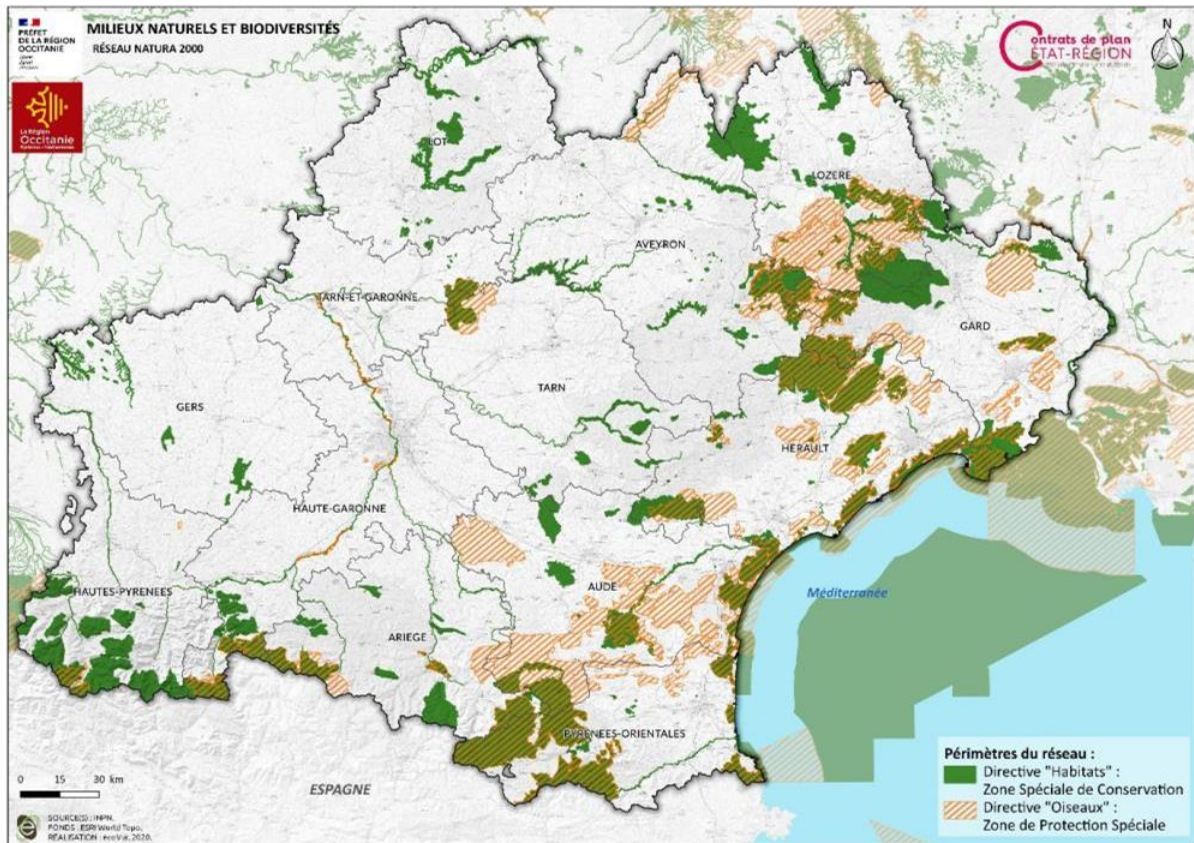 PRÉFET
DE LA RÉGION
OCCITANIE
MILIEUX NATURELS ET BIODIVERSITÉS
RÉSEAU NATURA 2000
La Région
Occitanie
Contrats de plan
ÉTAT-RÉGION
N
LOT
LOZERE
AVEYRON
TARN-ET-GARONNE
GARD
GERS
TARN
HERAULT
HAUTE-GARONNE
AUDE
HAUTES-PYRENEES
Méditerranée
ARIEGE
PYRENEES-ORIENTALES
ESPAGNE
0 15 30 km
SOURCE(S) : INPN.
FONDS : ESRI World Topo.
RÉALISATION : écoVia, 2020.
Périmètres du réseau :
Directive "Habitats" :
Zone Spéciale de Conservation
Directive "Oiseaux" :
Zone de Protection Spéciale